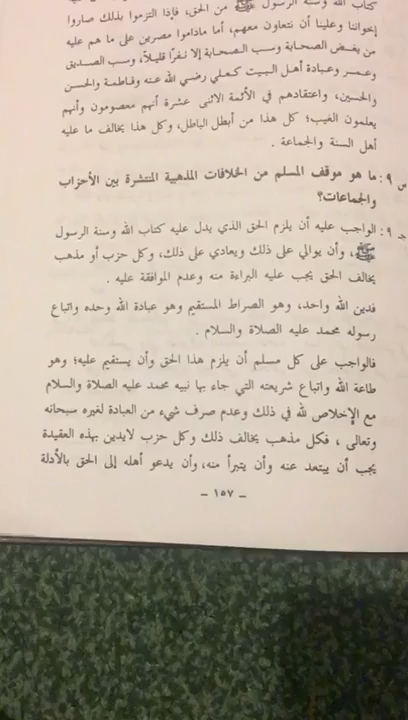 كتاب الله وسنة الرسول ﷺ من الحق، فإذا التزموا بذلك صاروا
إخواننا وعلينا أن نتعاون معهم، أما ماداموا مصرين على ما هم عليه
من بغض الصحابة وسب الصحابة إلا نفرًا قليلاً، وسب الصديق
وعمر وعبادة أهل البيت كعلي رضي الله عنه وفاطمة والحسن
والحسين، واعتقادهم في الأئمة الاثنى عشرة أنهم معصومون وأنهم
يعلمون الغيب؛ كل هذا من أبطل الباطل، وكل هذا يخالف ما عليه
أهل السنة والجماعة .
س ٩: ما هو موقف المسلم من الخلافات المذهبية المنتشرة بين الأحزاب
والجماعات؟
جـ ٩: الواجب عليه أن يلزم الحق الذي يدل عليه كتاب الله وسنة الرسول
ﷺ، وأن يوالي على ذلك ويعادي على ذلك، وكل حزب أو مذهب
يخالف الحق يجب عليه البراءة منه وعدم الموافقة عليه .
فدين الله واحد، وهو الصراط المستقيم وهو عبادة الله وحده واتباع
رسوله محمد عليه الصلاة والسلام .
فالواجب على كل مسلم أن يلزم هذا الحق وأن يستقيم عليه؛ وهو
طاعة الله واتباع شريعته التي جاء بها نبيه محمد عليه الصلاة والسلام
مع الإخلاص لله في ذلك وعدم صرف شيء من العبادة لغيره سبحانه
وتعالى ، فكل مذهب يخالف ذلك وكل حزب لايدين بهذه العقيدة
يجب أن يبتعد عنه وأن يتبرأ منه، وأن يدعو أهله إلى الحق بالأدلة
– ١٥٧ –